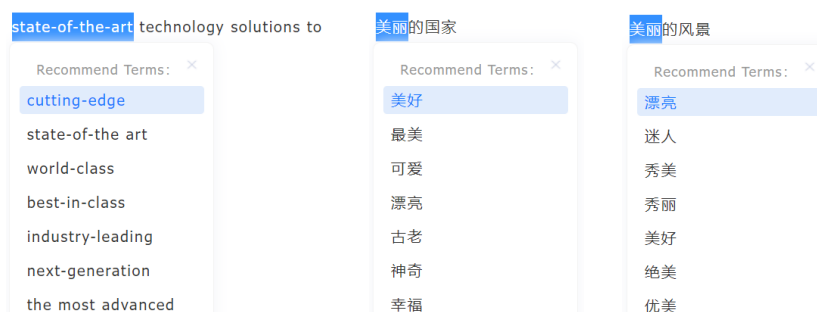 state-of-the-art technology solutions to
Recommend Terms:
cutting-edge
state-of-the art
world-class
best-in-class
industry-leading
next-generation
the most advanced
美丽的国家
Recommend Terms:
美好
最美
可爱
漂亮
古老
神奇
幸福
美丽的风景
Recommend Terms:
漂亮
迷人
秀美
秀丽
美好
绝美
优美